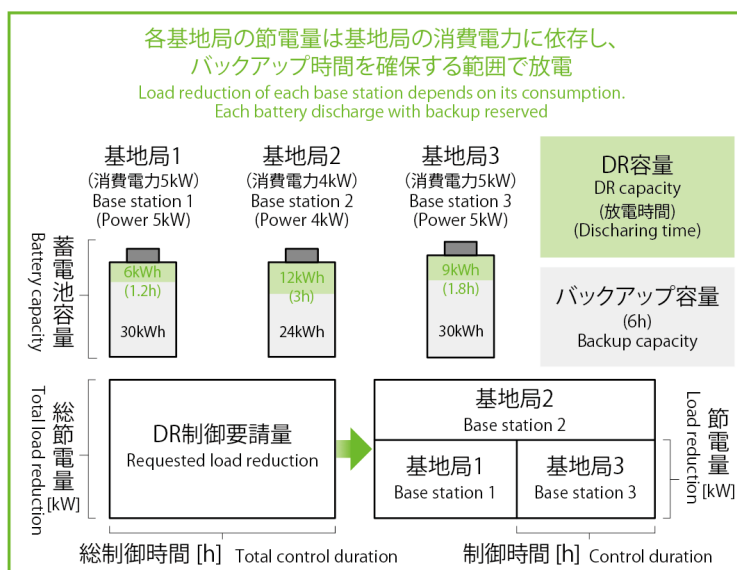 各基地局の節電量は基地局の消費電力に依存し、
バックアップ時間を確保する範囲で放電
Load reduction of each base station depends on its consumption.
Each battery discharge with backup reserved
基地局1
(消費電力5kW)
Base station 1
(Power 5kW)
基地局2
(消費電力4kW)
Base station 2
(Power 4kW)
基地局3
(消費電力5kW)
Base station 3
(Power 5kW)
DR容量
DR capacity
(放電時間)
(Discharing time)
蓄電池容量
Battery capacity
6kWh
(1.2h)
30kWh
12kWh
(3h)
24kWh
9kWh
(1.8h)
30kWh
バックアップ容量
(6h)
Backup capacity
総節電量
[kW]
Total load reduction
DR制御要請量
Requested load reduction
基地局2
Base station 2
基地局1
Base station 1
基地局3
Base station 3
節電量
[kW]
Load reduction
総制御時間 [h] Total control duration
制御時間 [h] Control duration